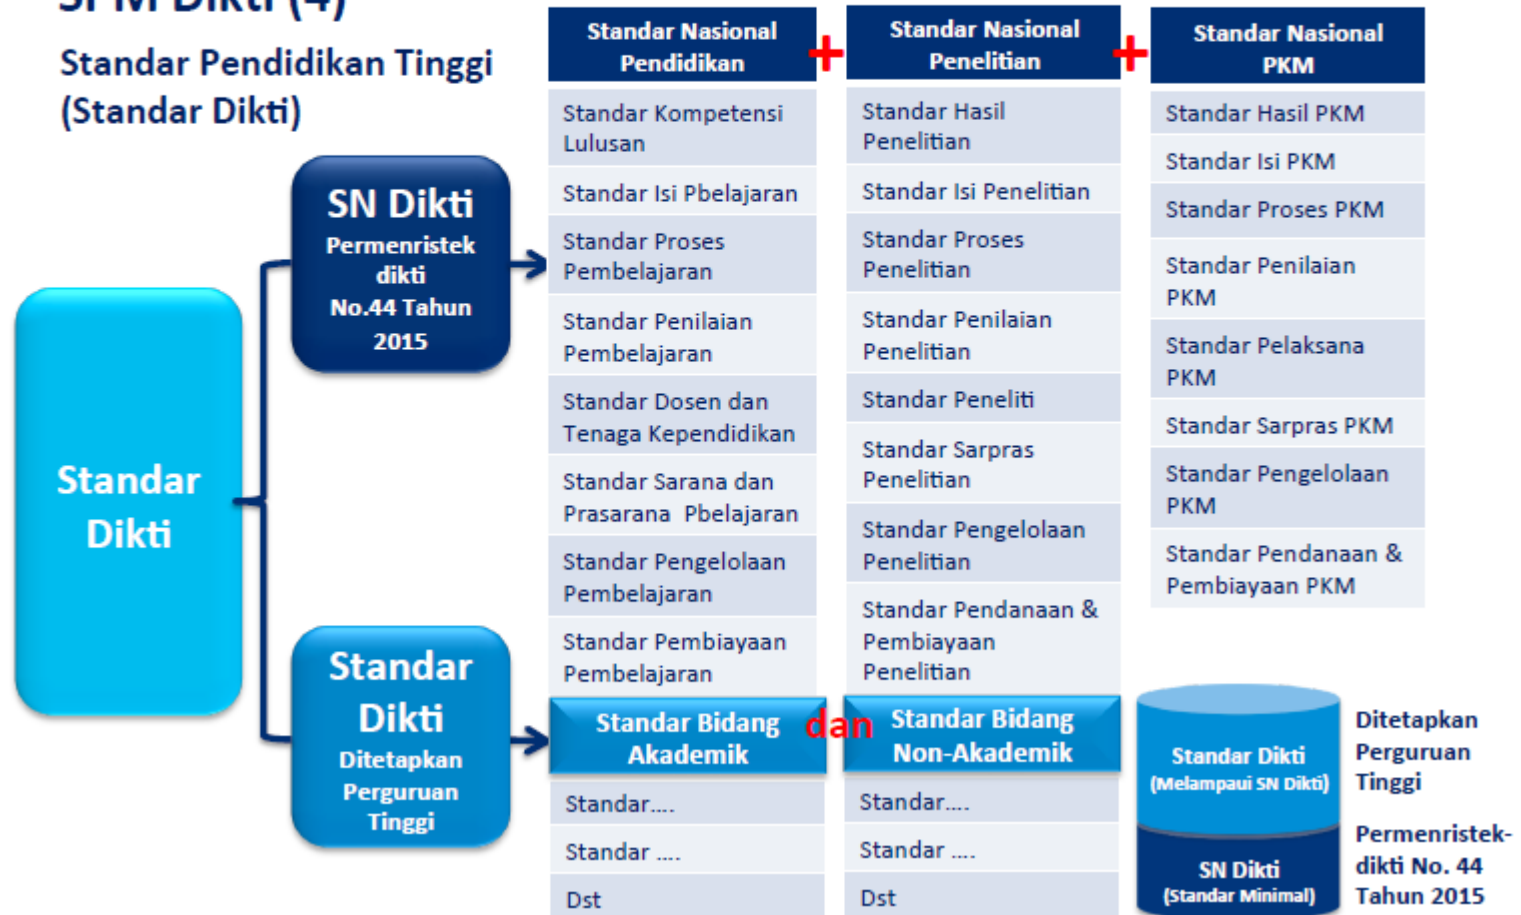 SPM Dikti (4)
Standar Pendidikan Tinggi
(Standar Dikti)
Standar
Dikti
SN Dikti
Permenristek
dikti
No.44 Tahun
2015
Standar
Dikti
Ditetapkan
Perguruan
Tinggi
Standar Nasional
Pendidikan
Standar Kompetensi
Lulusan
Standar Isi Pbelajaran
Standar Proses
Pembelajaran
Standar Penilaian
Pembelajaran
Standar Dosen dan
Tenaga Kependidikan
Standar Sarana dan
Prasarana Pbelajaran
Standar Pengelolaan
Pembelajaran
Standar Pembiayaan
Pembelajaran
+
Standar Nasional
Penelitian
Standar Hasil
Penelitian
Standar Isi Penelitian
Standar Proses
Penelitian
Standar Penilaian
Penelitian
Standar Peneliti
Standar Sarpras
Penelitian
Standar Pengelolaan
Penelitian
Standar Pendanaan &
Pembiayaan
Penelitian
+
Standar Nasional
PKM
Standar Hasil PKM
Standar Isi PKM
Standar Proses PKM
Standar Penilaian
PKM
Standar Pelaksana
PKM
Standar Sarpras PKM
Standar Pengelolaan
PKM
Standar Pendanaan &
Pembiayaan PKM
Standar Bidang
Akademik
Standar....
Standar ....
Dst
dan
Standar Bidang
Non-Akademik
Standar....
Standar ....
Dst
Standar Dikti
(Melampaui SN Dikti)
SN Dikti
(Standar Minimal)
Ditetapkan
Perguruan
Tinggi
Permenristek-
dikti No. 44
Tahun 2015